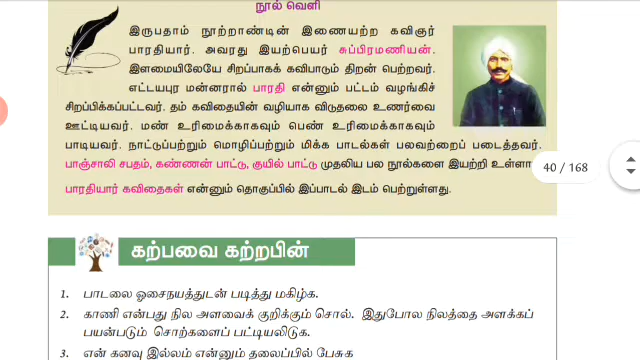 நூல் வெளி
இருபதாம் நூற்றாண்டின் இணையற்ற கவிஞர்
பாரதியார். அவரது இயற்பெயர் சுப்பிரமணியன்.
இளமையிலேயே சிறப்பாகக் கவிபாடும் திறன் பெற்றவர்.
எட்டயபுர மன்னரால் பாரதி என்னும் பட்டம் வழங்கிச்
சிறப்பிக்கப்பட்டவர். தம் கவிதையின் வழியாக விடுதலை உணர்வை
ஊட்டியவர். மண் உரிமைக்காகவும் பெண் உரிமைக்காகவும்
பாடியவர். நாட்டுப்பற்றும் மொழிப்பற்றும் மிக்க பாடல்கள் பலவற்றைப் படைத்தவர்.
பாஞ்சாலி சபதம், கண்ணன் பாட்டு, குயில் பாட்டு முதலிய பல நூல்களை இயற்றி உள்ளா
பாரதியார் கவிதைகள் என்னும் தொகுப்பில் இப்பாடல் இடம் பெற்றுள்ளது.
40 / 168
கற்பவை கற்றபின்
1. பாடலை ஓசைநயத்துடன் படித்து மகிழ்க.
2. காணி என்பது நில அளவைக் குறிக்கும் சொல். இதுபோல நிலத்தை அளக்கப்
பயன்படும் சொற்களைப் பட்டியலிடுக.
3. என் கனவு இல்லம் என்னும் தலைப்பில் பேசுக